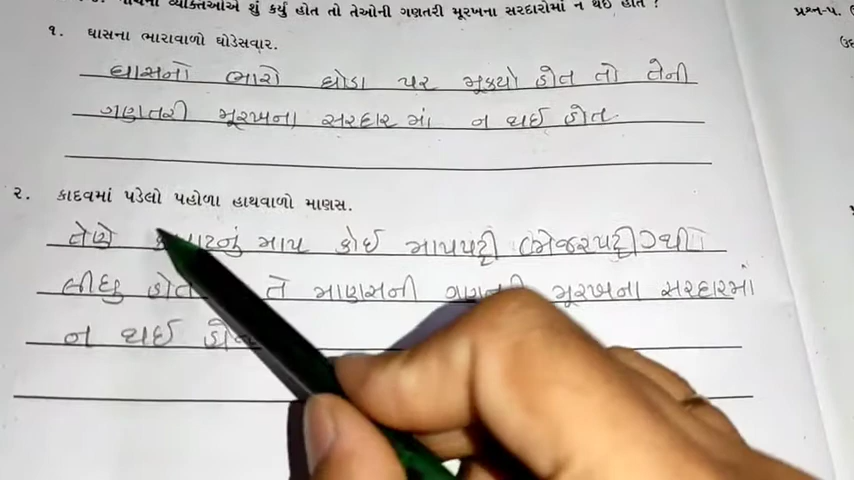 વ્યક્તિઓએ શું કર્યું હોત તો તેઓની ગણતરી મૂરખના સરદારોમાં ન થઈ હોત ?
પ્રશ્ન-૫.
૧. ઘાસના ભારાવાળો ઘોડેસવાર.
ઘાસનો ભારો ઘોડા પર મૂક્યો હોત તો તેની
ગણતરી મૂરખના સરદાર માં ન થઈ હોત
૨. કાદવમાં પડેલો પહોળા હાથવાળો માણસ.
તેણે માપ કોઈ માપપટ્ટી (મેજરપટ્ટી) થી
લીધુ હોત તે માણસની ગણતરી મૂરખના સરદારમાં
ન થઈ હોત